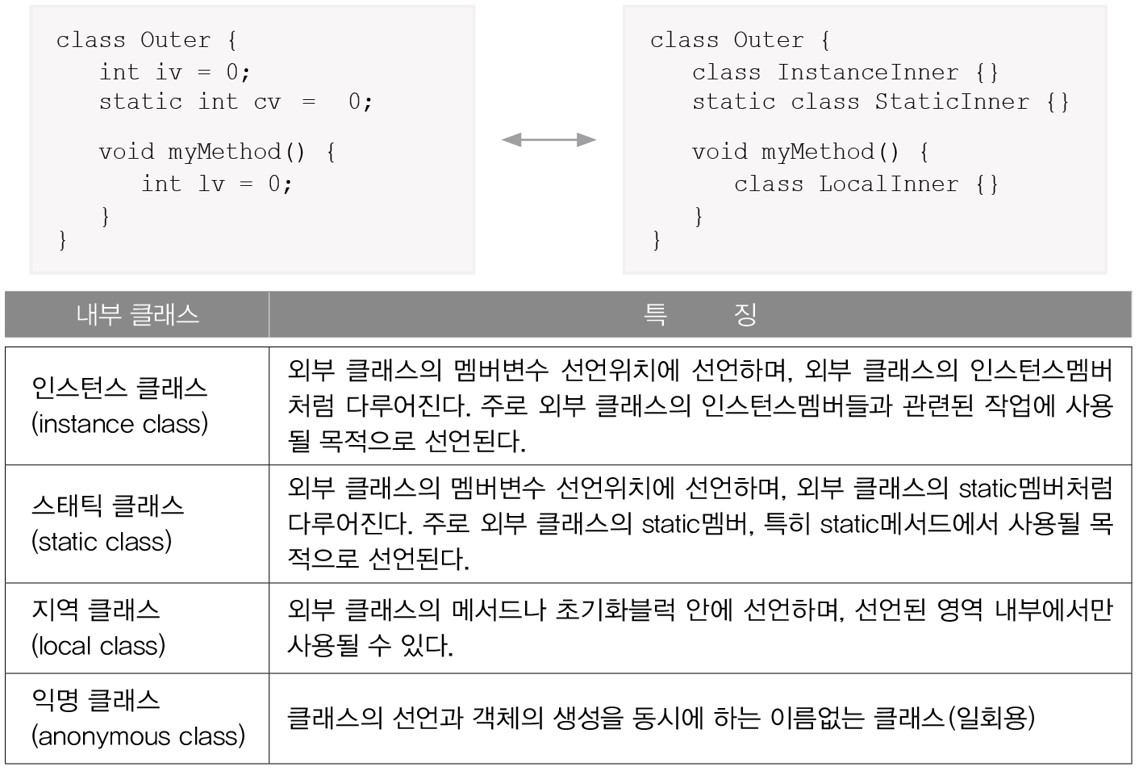 class Outer {
int iv = 0;
static int cv = 0;
void myMethod() {
int lv = 0;
}
}
class Outer {
class InstanceInner {}
static class StaticInner {}
void myMethod() {
class LocalInner {}
}
}
내부 클래스
특 징
인스턴스 클래스
(instance class)
외부 클래스의 멤버변수 선언위치에 선언하며, 외부 클래스의 인스턴스멤버
처럼 다루어진다. 주로 외부 클래스의 인스턴스멤버들과 관련된 작업에 사용
될 목적으로 선언된다.
스태틱 클래스
(static class)
외부 클래스의 멤버변수 선언위치에 선언하며, 외부 클래스의 static멤버처럼
다루어진다. 주로 외부 클래스의 static멤버, 특히 static메서드에서 사용될 목
적으로 선언된다.
지역 클래스
(local class)
외부 클래스의 메서드나 초기화블럭 안에 선언하며, 선언된 영역 내부에서만
사용될 수 있다.
익명 클래스
(anonymous class)
클래스의 선언과 객체의 생성을 동시에 하는 이름없는 클래스(일회용)